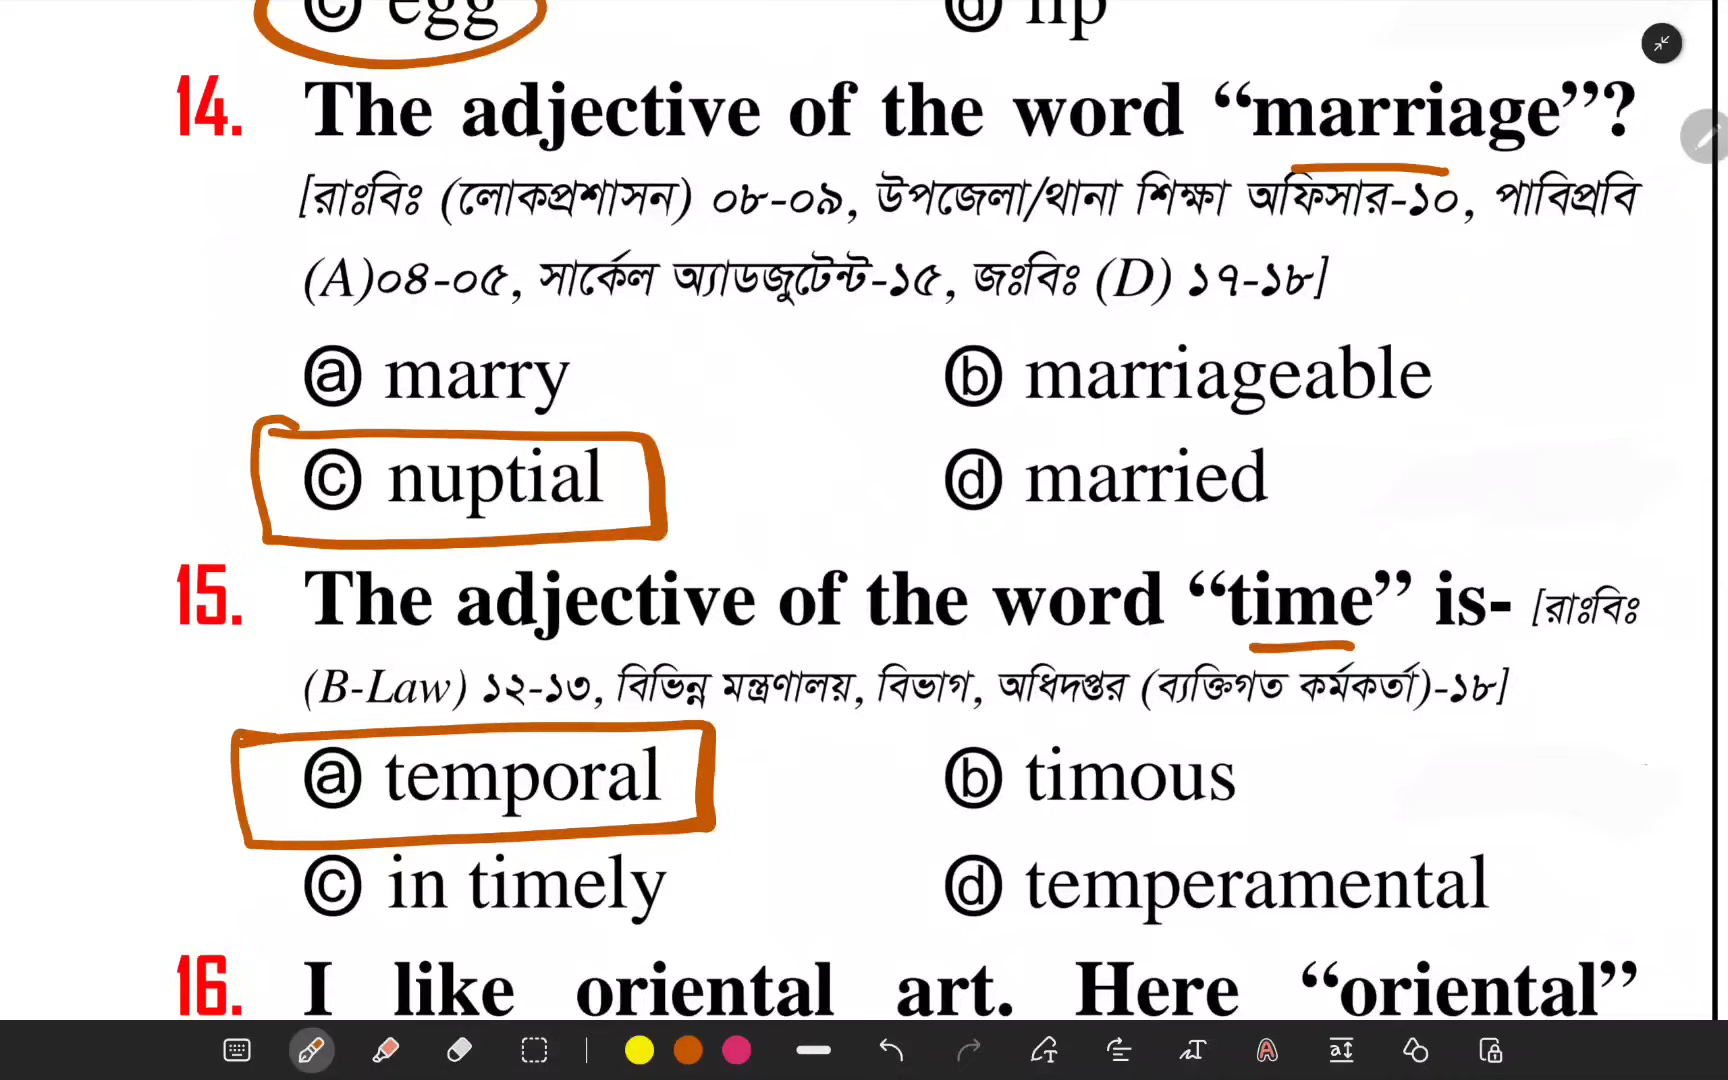 ⓒ egg ⓓ lip
14. The adjective of the word “marriage”?
[রাঃবিঃ (লোকপ্রশাসন) ০৮-০৯, উপজেলা/থানা শিক্ষা অফিসার-১০, পাবিপ্রবি
(A)০৪-০৫, সার্কেল অ্যাডজুটেন্ট-১৫, জঃবিঃ (D) ১৭-১৮]
ⓐ marry ⓑ marriageable
ⓒ nuptial ⓓ married
15. The adjective of the word “time” is- [রাঃবিঃ
(B-Law) ১২-১৩, বিভিন্ন মন্ত্রণালয়, বিভাগ, অধিদপ্তর (ব্যক্তিগত কর্মকর্তা)-১৮]
ⓐ temporal ⓑ timous
ⓒ in timely ⓓ temperamental
16. I like oriental art. Here “oriental”